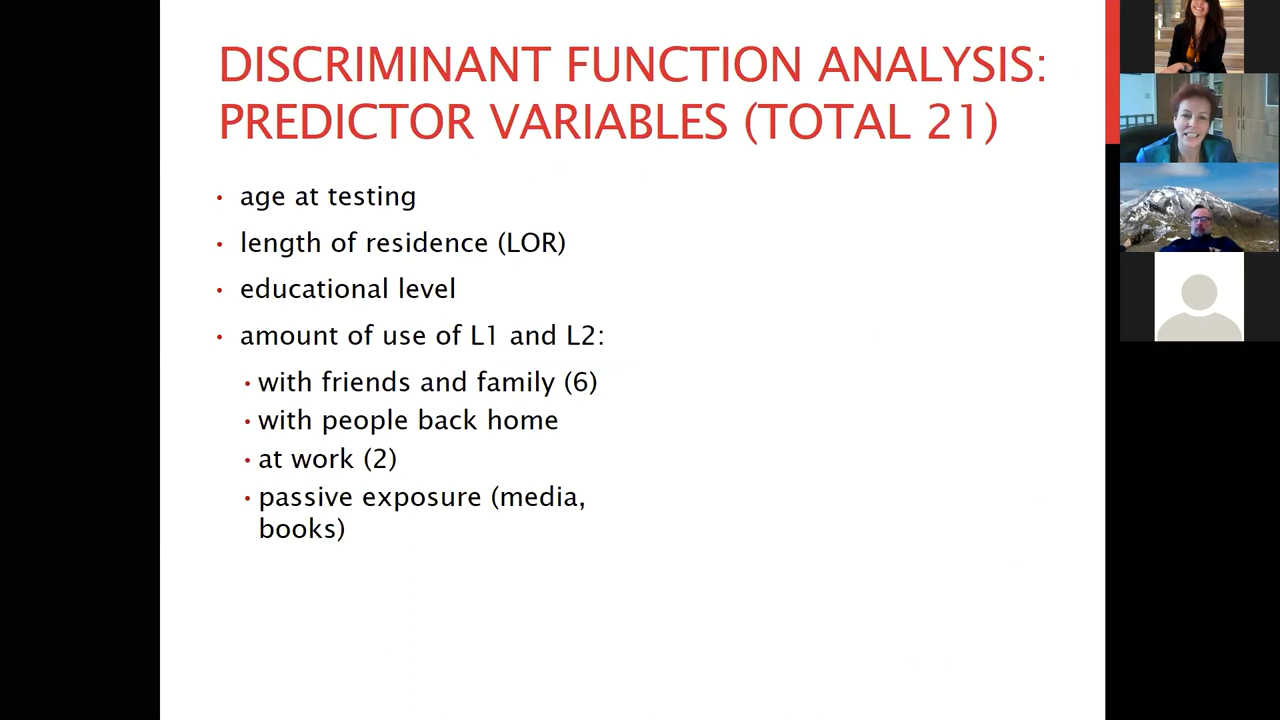 DISCRIMINANT FUNCTION ANALYSIS:
PREDICTOR VARIABLES (TOTAL 21)
• age at testing
• length of residence (LOR)
• educational level
• amount of use of L1 and L2:
• with friends and family (6)
• with people back home
• at work (2)
• passive exposure (media,
books)